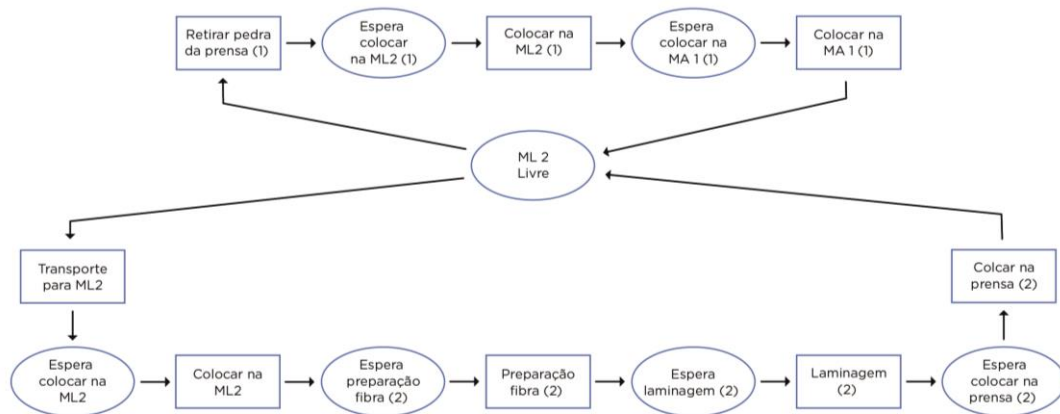 Retirar pedra
da prensa (1)
Espera
colocar
na ML2 (1)
Colocar na
ML2 (1)
Espera
colocar na
MA 1 (1)
Colocar na
MA 1 (1)
ML 2
Livre
Transporte
para ML2
Colcar na
prensa (2)
Espera
colocar na
ML2
Colocar na
ML2
Espera
preparação
fibra (2)
Preparação
fibra (2)
Espera
laminagem (2)
Laminagem
(2)
Espera
colocar na
prensa (2)